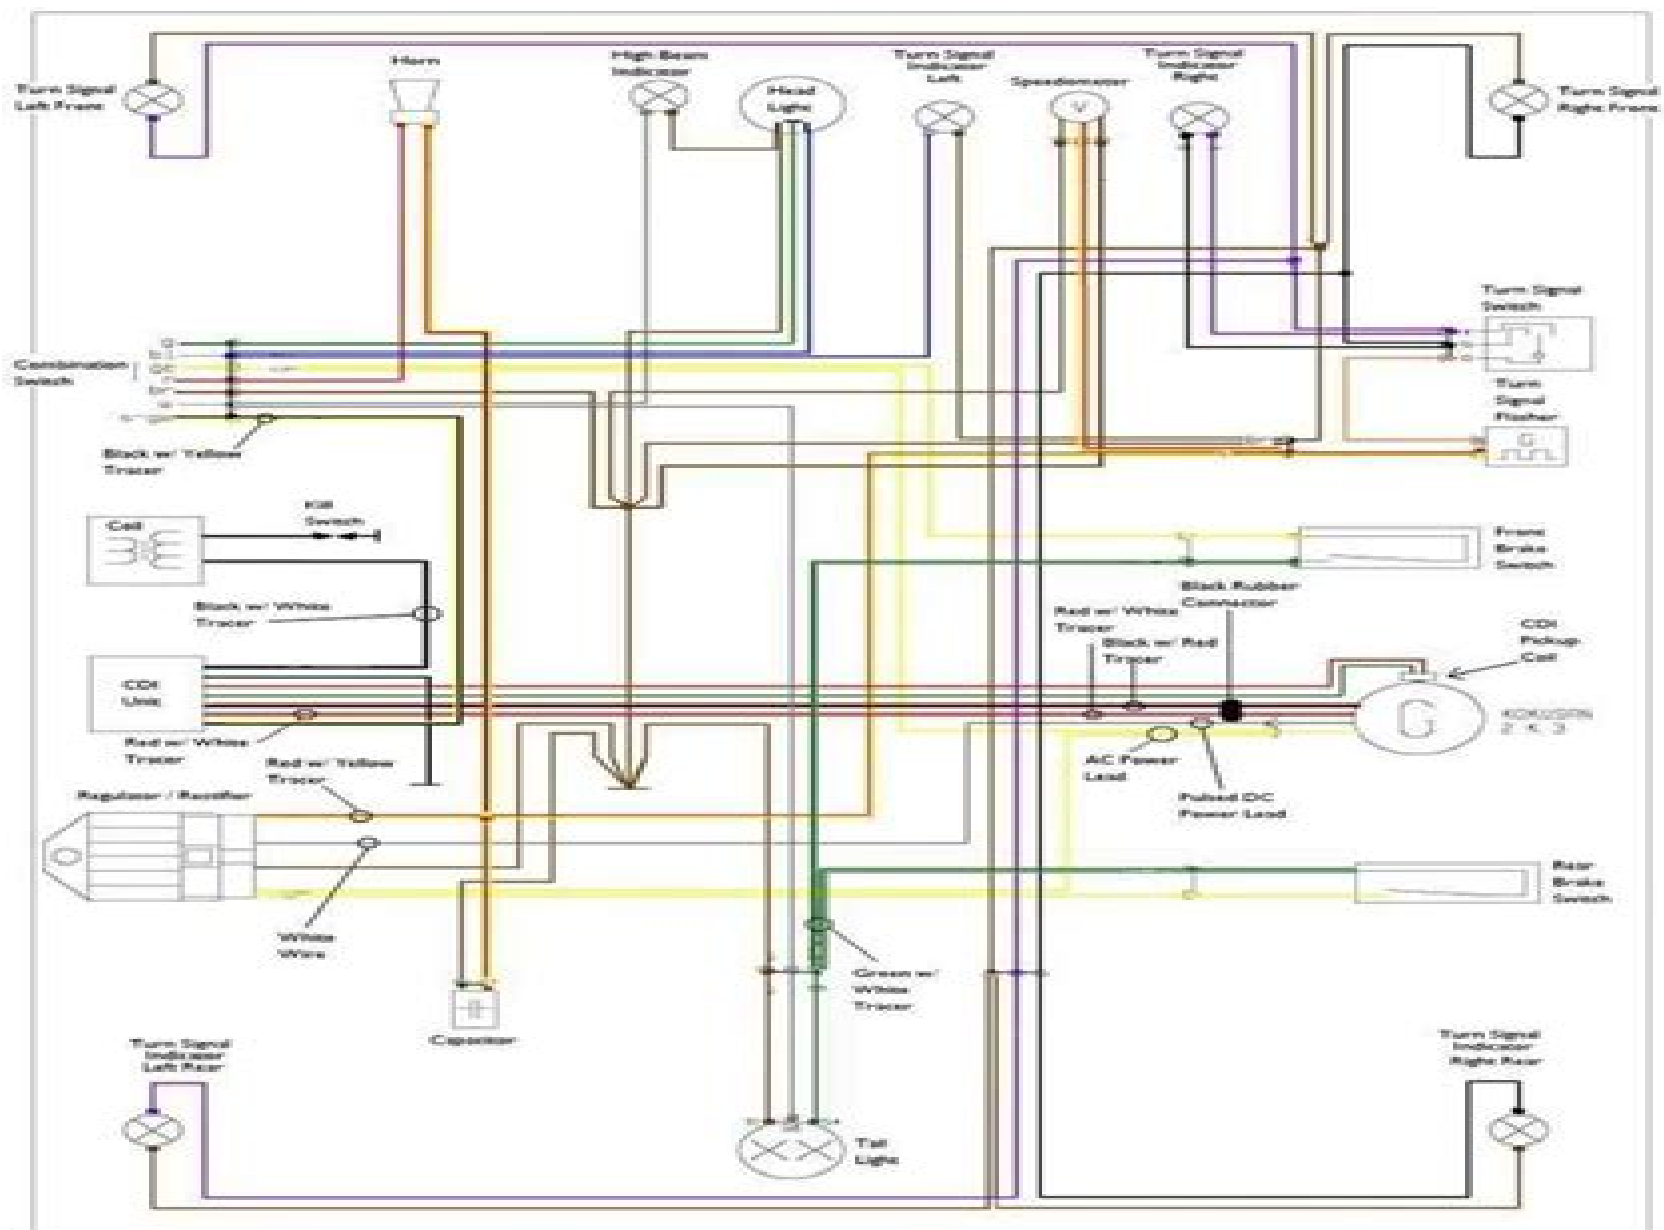 Turn Signal
Left Front
Horn
High Beam
Indicator
Head
Light
Turn Signal
Indicator
Left
Speedometer
V
Turn Signal
Indicator
Right
Turn Signal
Right Front
Turn Signal
Switch
Combination
Switch
Turn
Signal
Flasher
Black w/ Yellow
Tracer
Coil
Kill
Switch
Front
Brake
Switch
Black Rubber
Connector
Black w/ White
Tracer
Red w/ White
Tracer
Black w/ Red
Tracer
CDI
Pickup
Coil
CDI
Unit
G
KOKUSAN
Red w/ White
Tracer
Red w/ Yellow
Tracer
AC Power
Lead
Pulsed DC
Power Lead
Regulator / Rectifier
Rear
Brake
Switch
White
Wire
Green w/
White
Tracer
Capacitor
Turn Signal
Indicator
Left Rear
Turn Signal
Indicator
Right Rear
Tail
Light